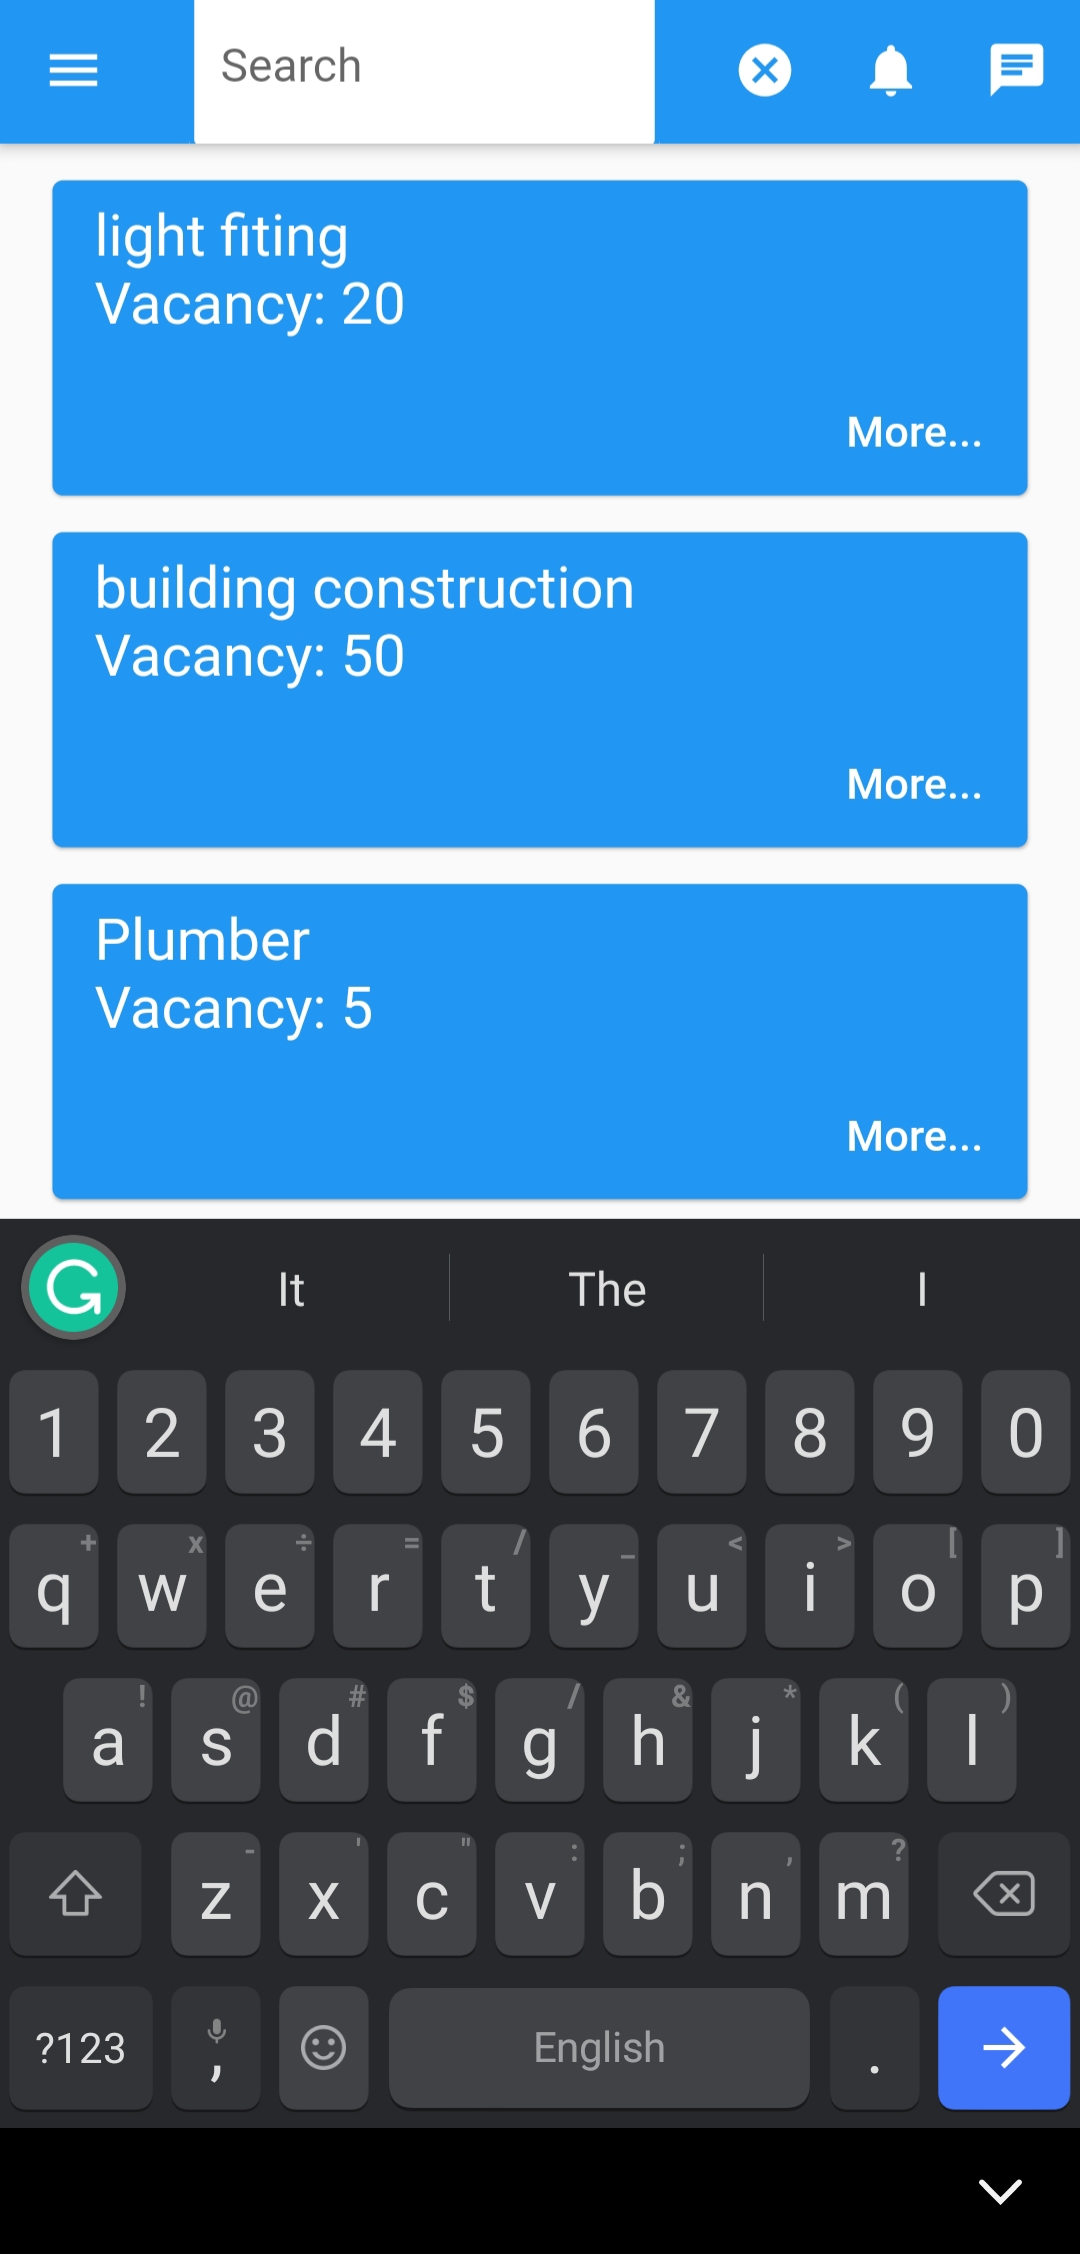 Search
light fiting
Vacancy: 20
More...
building construction
Vacancy: 50
More...
Plumber
Vacancy: 5
More...
It The I
1 2 3 4 5 6 7 8 9 0
+ x ÷ = / _ < > [ ]
q w e r t y u i o p
! @ # $ / & * ( )
a s d f g h j k l
- ' " : ; , ?
z x c v b n m
?123 , English .